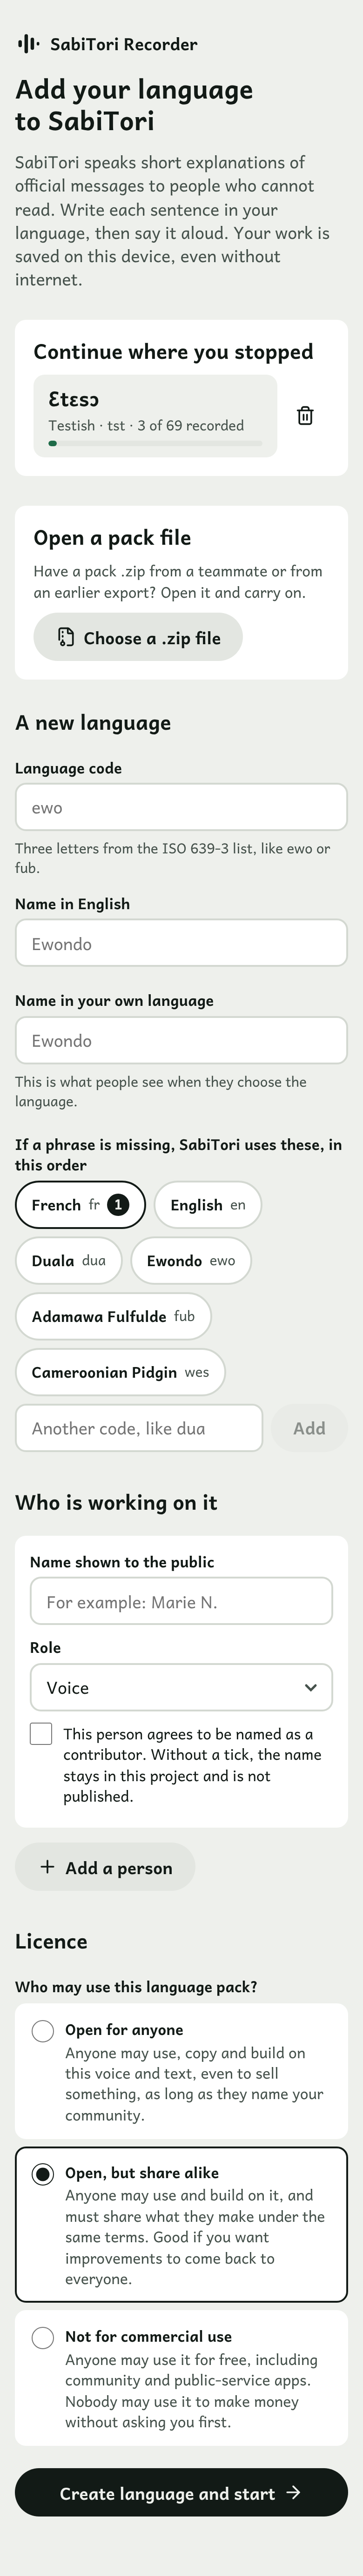 SabiTori Recorder
Add your language
to SabiTori
SabiTori speaks short explanations of
official messages to people who cannot
read. Write each sentence in your
language, then say it aloud. Your work is
saved on this device, even without
internet.
Continue where you stopped
Ɛtɛsɔ
Testish · tst · 3 of 69 recorded
Open a pack file
Have a pack .zip from a teammate or from
an earlier export? Open it and carry on.
Choose a .zip file
A new language
Language code
ewo
Three letters from the ISO 639-3 list, like ewo or
fub.
Name in English
Ewondo
Name in your own language
Ewondo
This is what people see when they choose the
language.
If a phrase is missing, SabiTori uses these, in
this order
French fr 1 English en
Duala dua Ewondo ewo
Adamawa Fulfulde fub
Cameroonian Pidgin wes
Another code, like dua Add
Who is working on it
Name shown to the public
For example: Marie N.
Role
Voice
This person agrees to be named as a
contributor. Without a tick, the name
stays in this project and is not
published.
Add a person
Licence
Who may use this language pack?
Open for anyone
Anyone may use, copy and build on
this voice and text, even to sell
something, as long as they name your
community.
Open, but share alike
Anyone may use and build on it, and
must share what they make under the
same terms. Good if you want
improvements to come back to
everyone.
Not for commercial use
Anyone may use it for free, including
community and public-service apps.
Nobody may use it to make money
without asking you first.
Create language and start